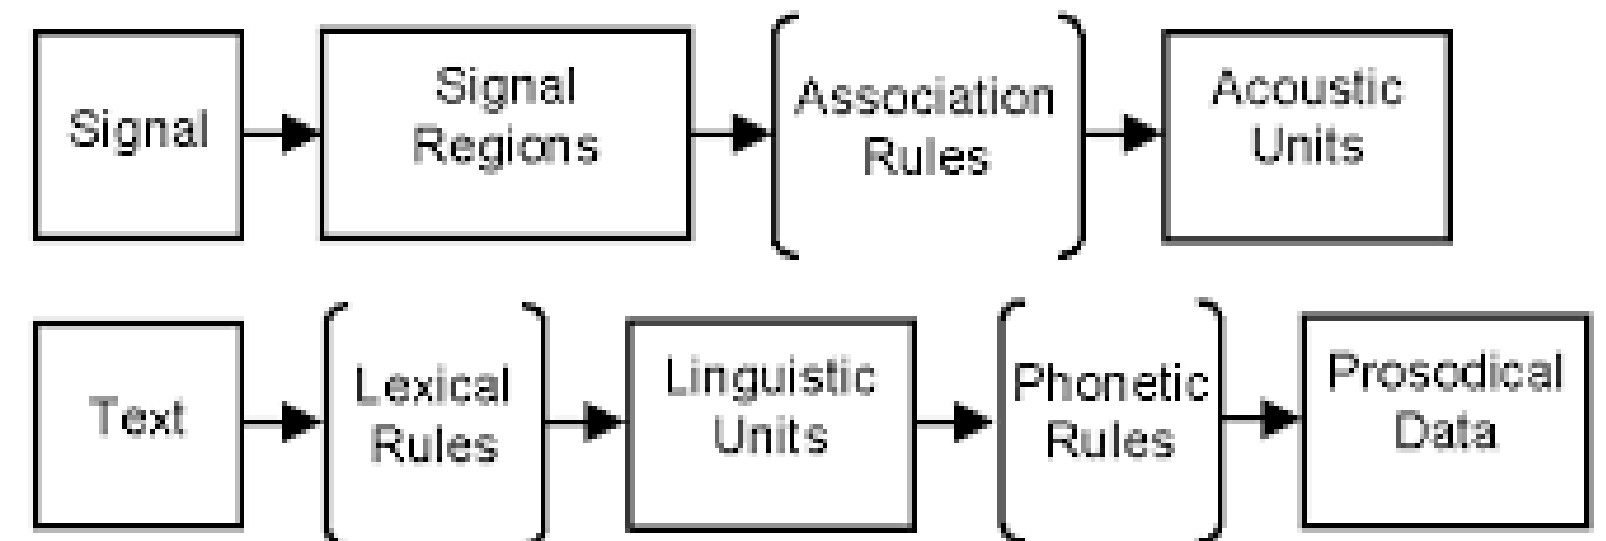 Signal
Signal
Regions
Association
Rules
Acoustic
Units
Text
Lexical
Rules
Linguistic
Units
Phonetic
Rules
Prosodical
Data